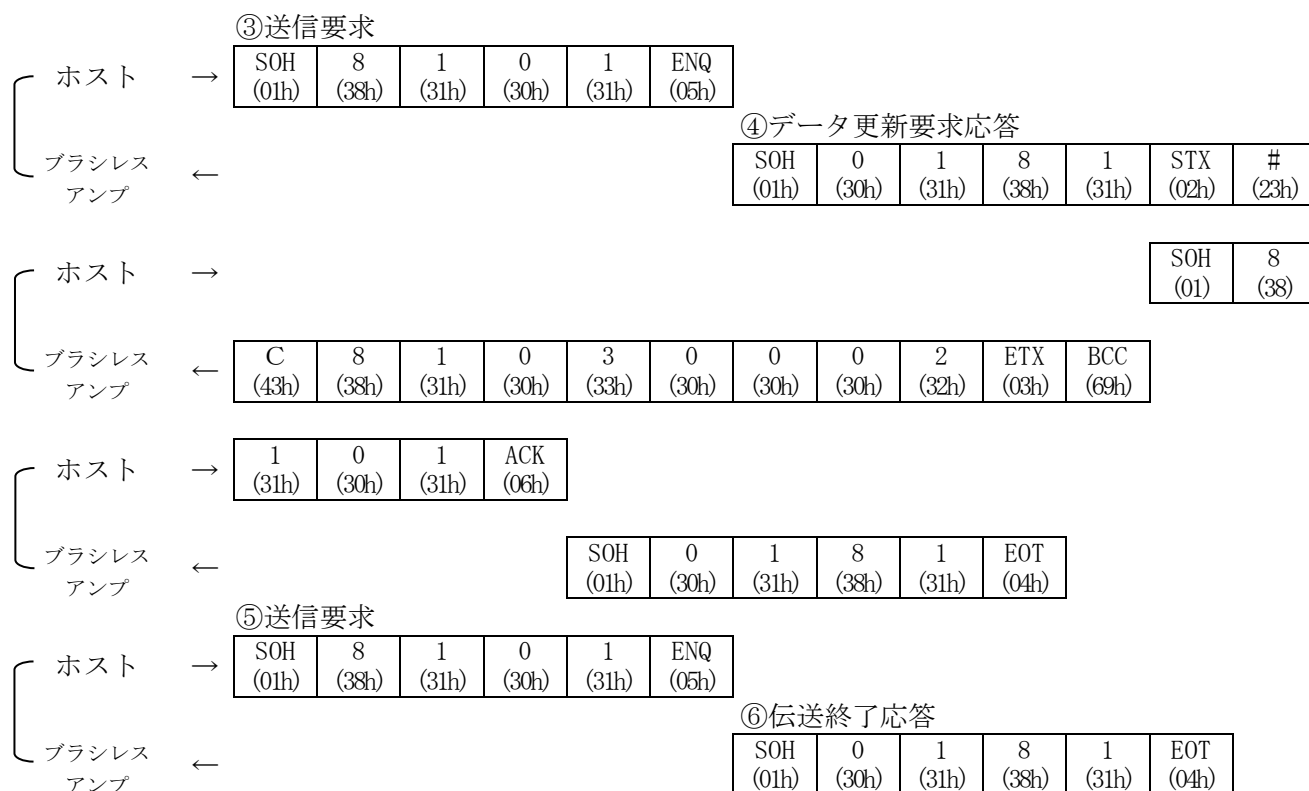 ③送信要求
ホスト → SOH 8 1 0 1 ENQ
(01h) (38h) (31h) (30h) (31h) (05h)
④データ更新要求応答
ブラシレス アンプ ← SOH 0 1 8 1 STX #
(01h) (30h) (31h) (38h) (31h) (02h) (23h)
ホスト → SOH 8
(01) (38)
ブラシレス アンプ ← C 8 1 0 3 0 0 0 2 ETX BCC
(43h) (38h) (31h) (30h) (33h) (30h) (30h) (30h) (32h) (03h) (69h)
ホスト → 1 0 1 ACK
(31h) (30h) (31h) (06h)
ブラシレス アンプ ← SOH 0 1 8 1 EOT
(01h) (30h) (31h) (38h) (31h) (04h)
⑤送信要求
ホスト → SOH 8 1 0 1 ENQ
(01h) (38h) (31h) (30h) (31h) (05h)
⑥伝送終了応答
ブラシレス アンプ ← SOH 0 1 8 1 EOT
(01h) (30h) (31h) (38h) (31h) (04h)